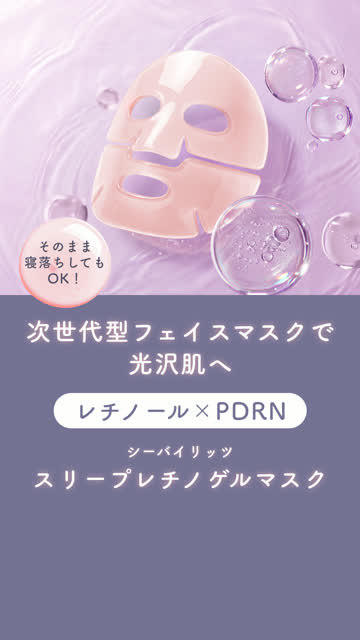 そのまま
寝落ちしても
OK！
次世代型フェイスマスクで
光沢肌へ
レチノール×PDRN
シーバイリッツ
スリープレチノゲルマスク